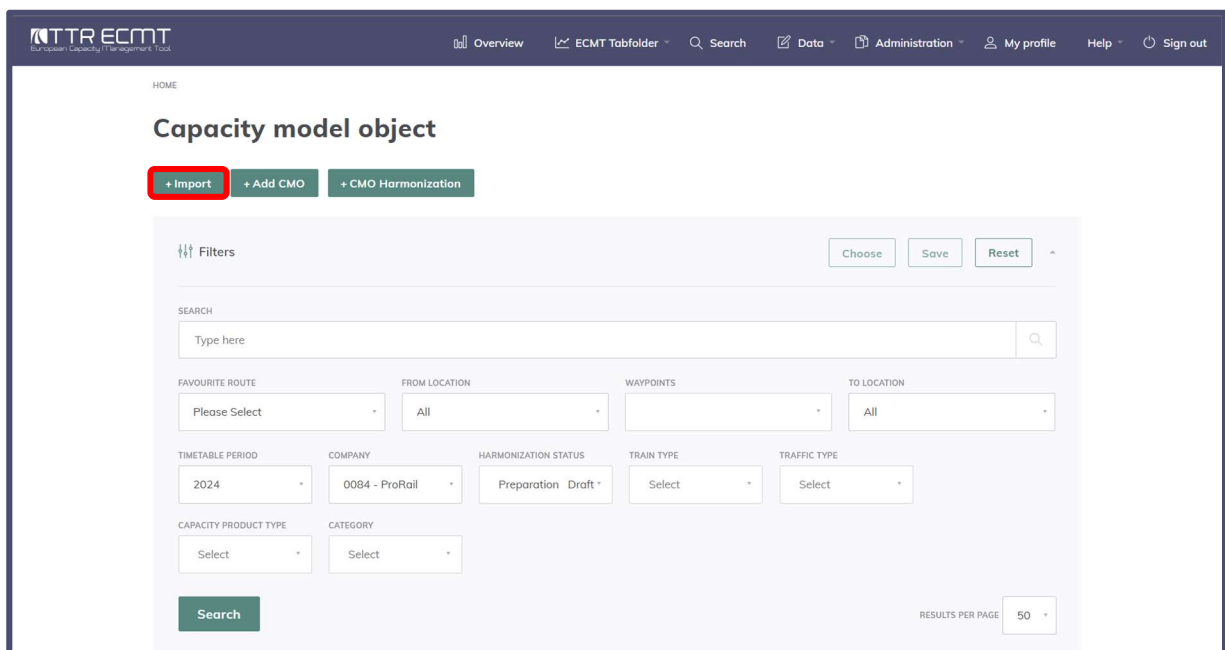 TTR ECMT
European Capacity Management Tool
Overview ECMT Tabfolder Search Data Administration My profile Help Sign out
HOME
Capacity model object
+ Import + Add CMO + CMO Harmonization
Filters Choose Save Reset
SEARCH
Type here
FAVOURITE ROUTE FROM LOCATION WAYPOINTS TO LOCATION
Please Select All All
TIMETABLE PERIOD COMPANY HARMONIZATION STATUS TRAIN TYPE TRAFFIC TYPE
2024 0084 - ProRail Preparation Draft Select Select
CAPACITY PRODUCT TYPE CATEGORY
Select Select
Search RESULTS PER PAGE 50